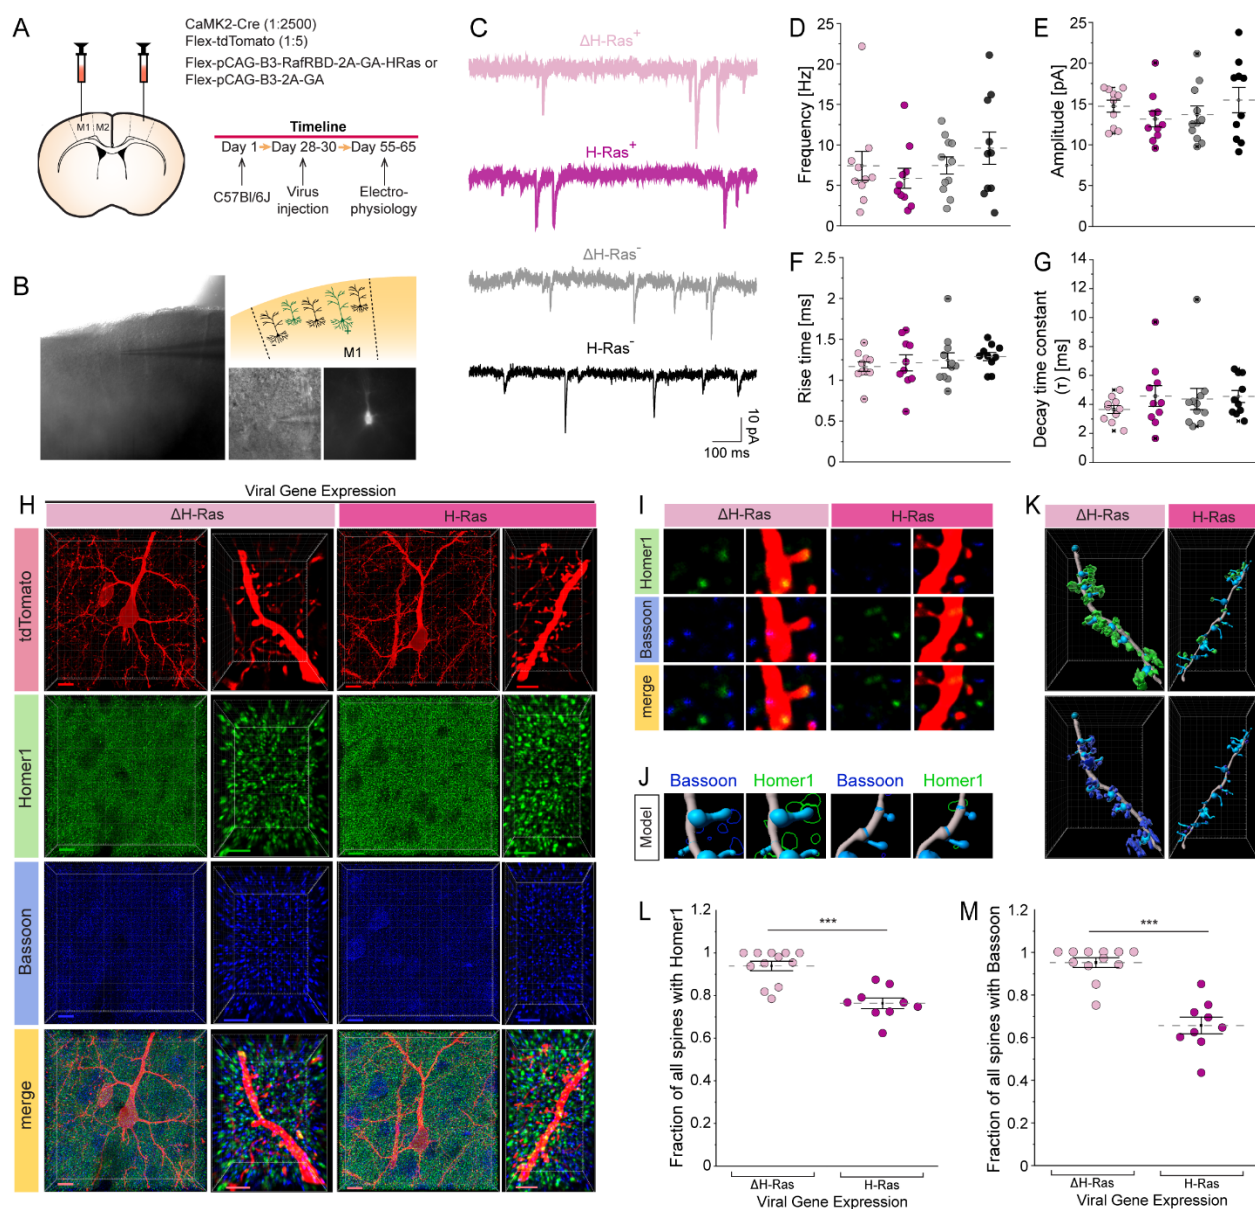 A
CaMK2-Cre (1:2500)
Flex-tdTomato (1:5)
Flex-pCAG-B3-RafRBD-2A-GA-HRas or
Flex-pCAG-B3-2A-GA
M1 M2
Timeline
Day 1 Day 28-30 Day 55-65
C57Bl/6J Virus injection Electro-physiology
B
M1
C
ΔH-Ras+
H-Ras+
ΔH-Ras-
H-Ras-
10 pA
100 ms
D
Frequency [Hz]
25
20
15
10
5
0
E
Amplitude [pA]
25
20
15
10
5
0
F
Rise time [ms]
2.5
2
1.5
1
0.5
0
G
Decay time constant
(τ) [ms]
14
12
10
8
6
4
2
0
H
Viral Gene Expression
ΔH-Ras H-Ras
tdTomato
Homer1
Bassoon
merge
I
ΔH-Ras H-Ras
Homer1
Bassoon
merge
J
Bassoon Homer1 Bassoon Homer1
Model
K
ΔH-Ras H-Ras
L
Fraction of all spines with Homer1
1.2
1
0.8
0.6
0.4
0.2
0
***
ΔH-Ras H-Ras
Viral Gene Expression
M
Fraction of all spines with Bassoon
1.2
1
0.8
0.6
0.4
0.2
0
***
ΔH-Ras H-Ras
Viral Gene Expression